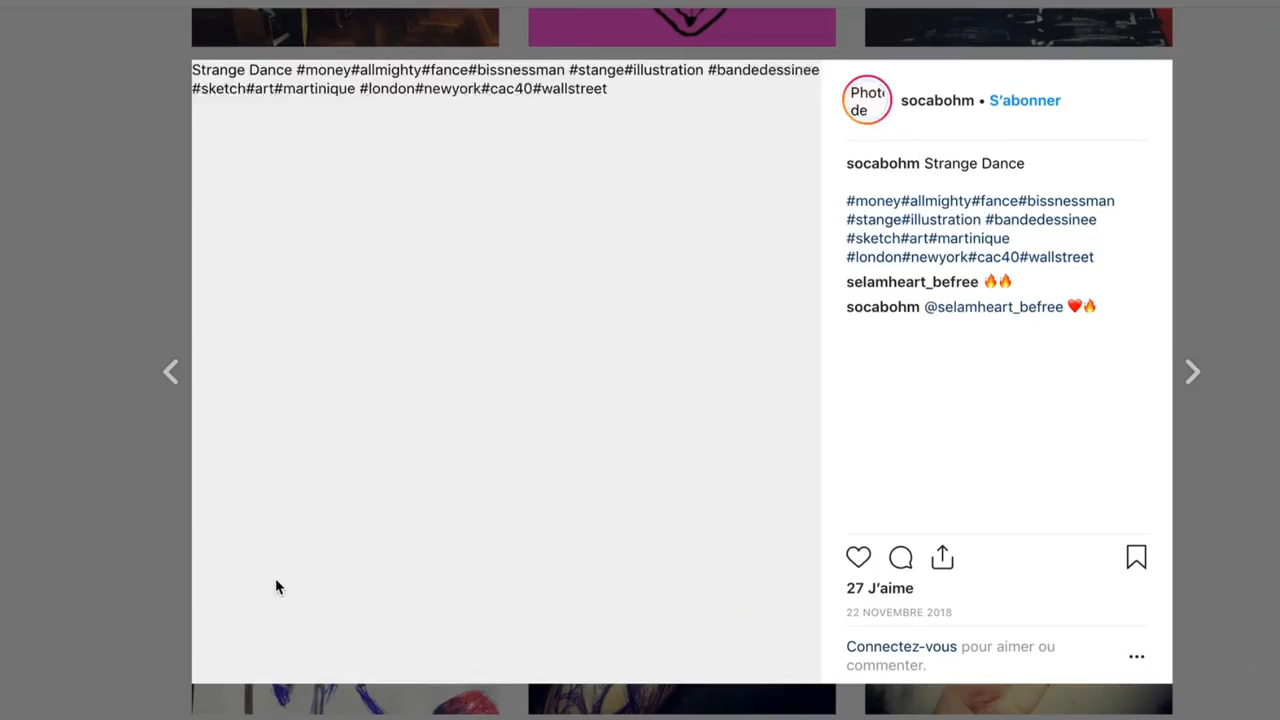 Strange Dance #money#allmighty#fance#bissnessman #stange#illustration #bandedessinee
#sketch#art#martinique #london#newyork#cac40#wallstreet
Photo
de
socabohm • S'abonner
socabohm Strange Dance
#money#allmighty#fance#bissnessman
#stange#illustration #bandedessinee
#sketch#art#martinique
#london#newyork#cac40#wallstreet
selamheart_befree 🔥🔥
socabohm @selamheart_befree ❤️🔥
27 J'aime
22 NOVEMBRE 2018
Connectez-vous pour aimer ou
commenter.